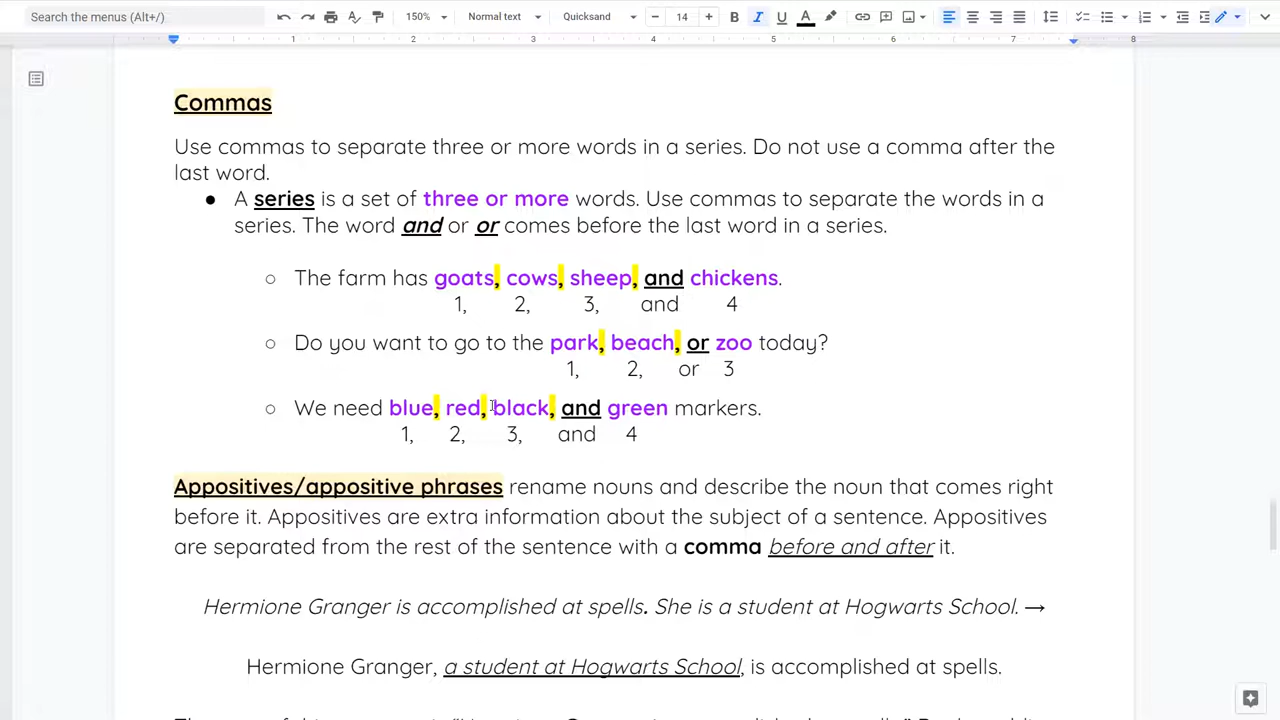 Search the menus (Alt+/)
150%
Normal text
Quicksand
14
B I U A
1 2 3 4 5 6 7 8
Commas
Use commas to separate three or more words in a series. Do not use a comma after the
last word.
● A series is a set of three or more words. Use commas to separate the words in a
series. The word and or or comes before the last word in a series.
○ The farm has goats, cows, sheep, and chickens.
1, 2, 3, and 4
○ Do you want to go to the park, beach, or zoo today?
1, 2, or 3
○ We need blue, red, black, and green markers.
1, 2, 3, and 4
Appositives/appositive phrases rename nouns and describe the noun that comes right
before it. Appositives are extra information about the subject of a sentence. Appositives
are separated from the rest of the sentence with a comma before and after it.
Hermione Granger is accomplished at spells. She is a student at Hogwarts School. →
Hermione Granger, a student at Hogwarts School, is accomplished at spells.